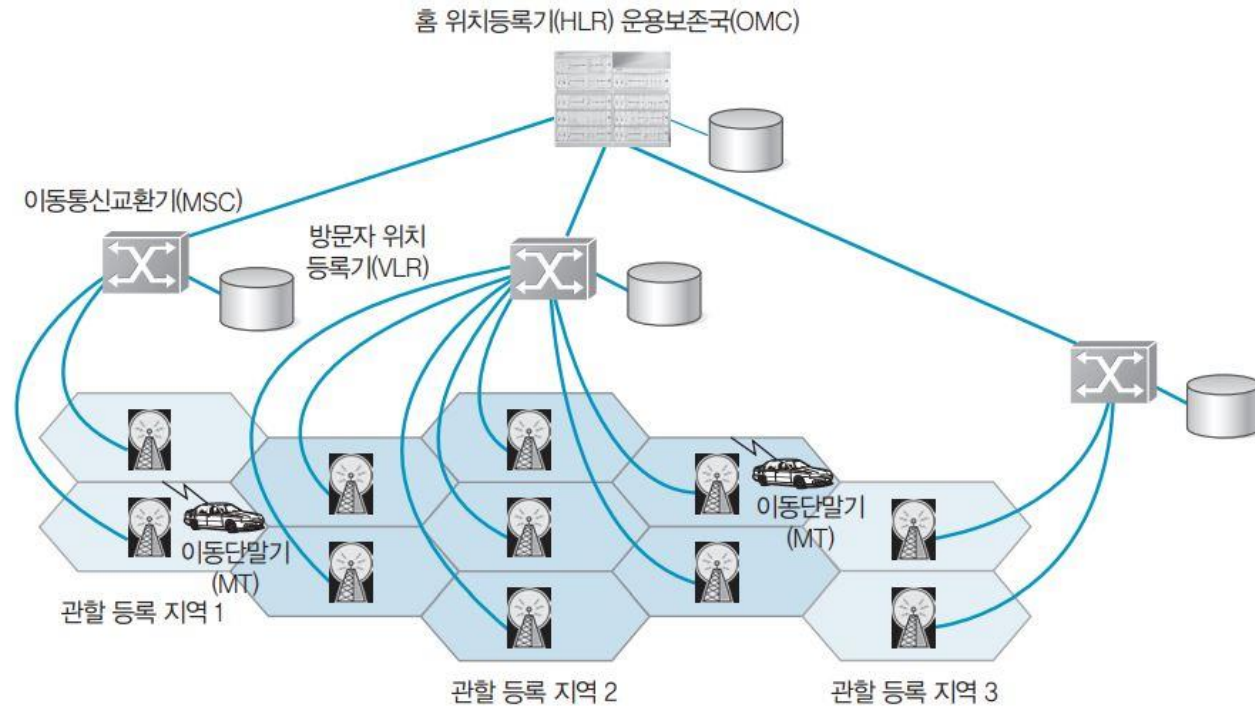 홈 위치등록기(HLR) 운용보존국(OMC)
이동통신교환기(MSC)
방문자 위치
등록기(VLR)
이동단말기
(MT)
이동단말기
(MT)
관할 등록 지역 1
관할 등록 지역 2
관할 등록 지역 3